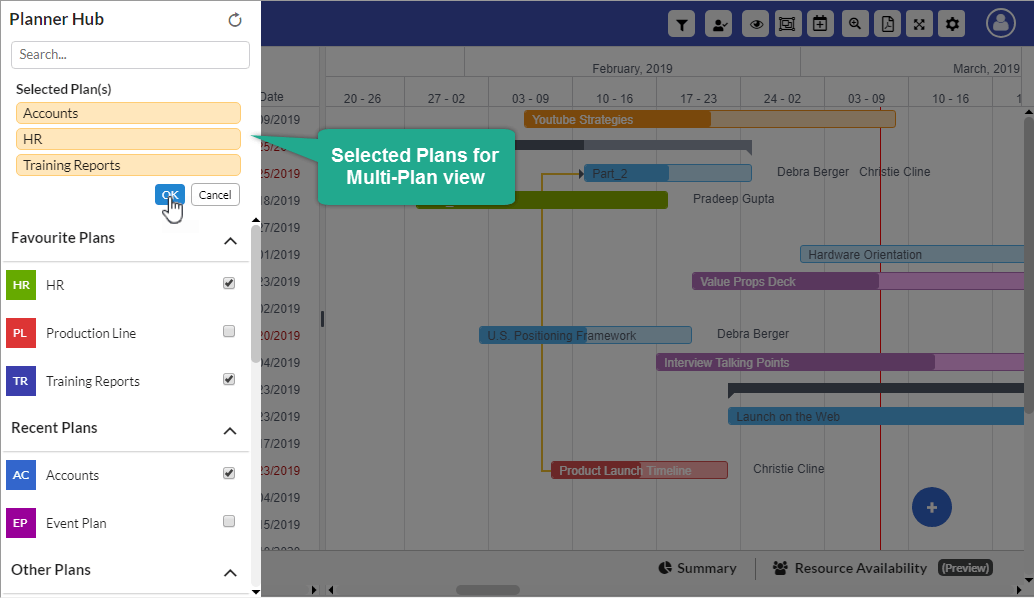 Planner Hub
Search...
Selected Plan(s)
Accounts
HR
Training Reports
OK
Cancel
Favourite Plans
HR
HR
PL
Production Line
TR
Training Reports
Recent Plans
AC
Accounts
EP
Event Plan
Other Plans
Selected Plans for
Multi-Plan view
February, 2019
March, 2019
Date
20 - 26
27 - 02
03 - 09
10 - 16
17 - 23
24 - 02
03 - 09
10 - 16
09/2019
Youtube Strategies
25/2019
Part_2
Debra Berger
Christie Cline
18/2019
Pradeep Gupta
27/2019
01/2019
Hardware Orientation
23/2019
Value Props Deck
02/2019
20/2019
U.S. Positioning Framework
Debra Berger
04/2019
Interview Talking Points
23/2019
23/2019
Launch on the Web
17/2019
23/2019
Product Launch Timeline
Christie Cline
04/2019
15/2019
Summary
Resource Availability
(Preview)